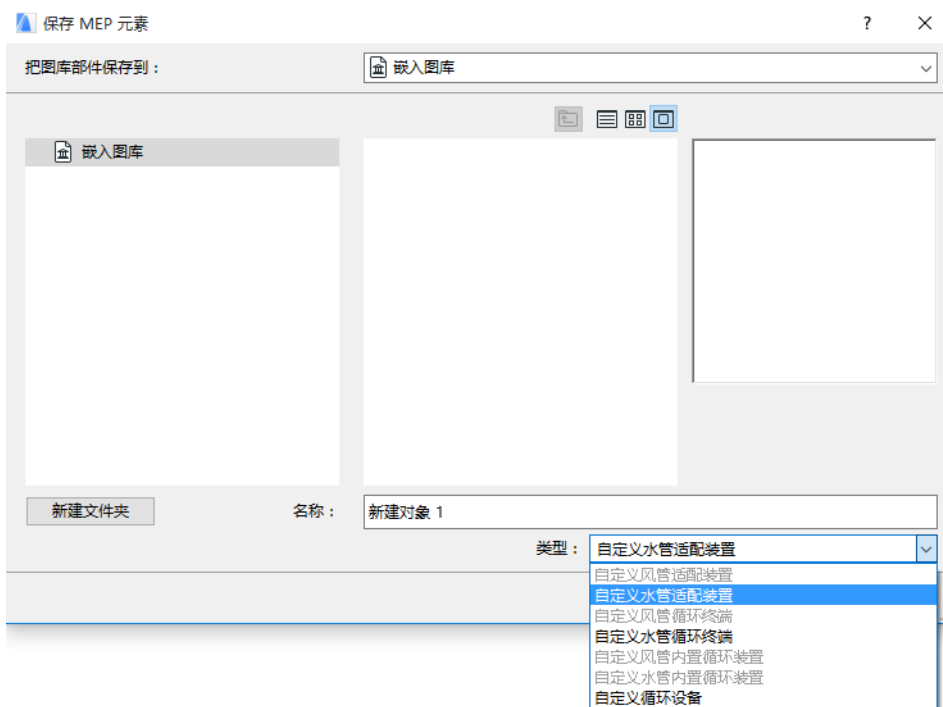 保存 MEP 元素
?
把图库部件保存到：
嵌入图库
嵌入图库
新建文件夹
名称：
新建对象 1
类型：
自定义水管适配装置
自定义风管适配装置
自定义水管适配装置
自定义风管循环终端
自定义水管循环终端
自定义风管内置循环装置
自定义水管内置循环装置
自定义循环设备